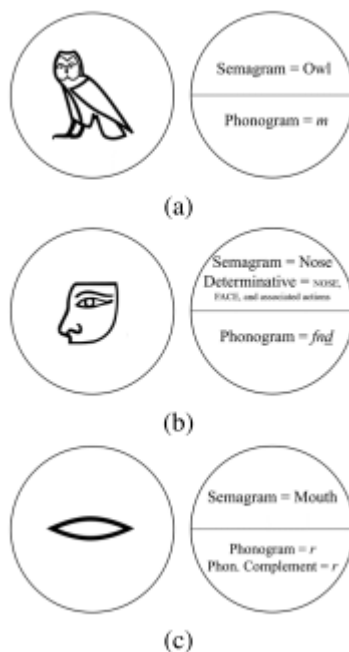 Semagram = Owl
Phonogram = m
(a)
Semagram = Nose
Determinative = NOSE,
FACE, and associated actions
Phonogram = fnḏ
(b)
Semagram = Mouth
Phonogram = r
Phon. Complement = r
(c)